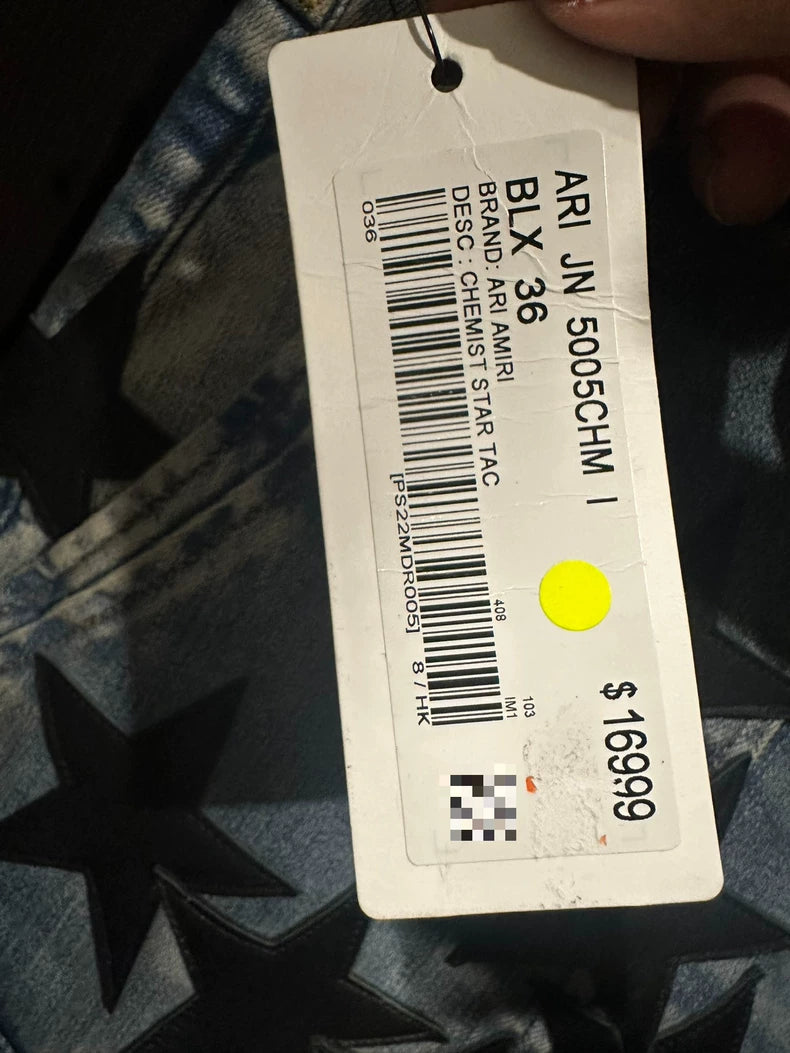 ARI JN 5005CHM I
$ 169.99
BLX 36
BRAND: ARI AMIRI
DESC : CHEMIST STAR TAC
408
103
IM1
036
[PS22MDR005]
8 / HK